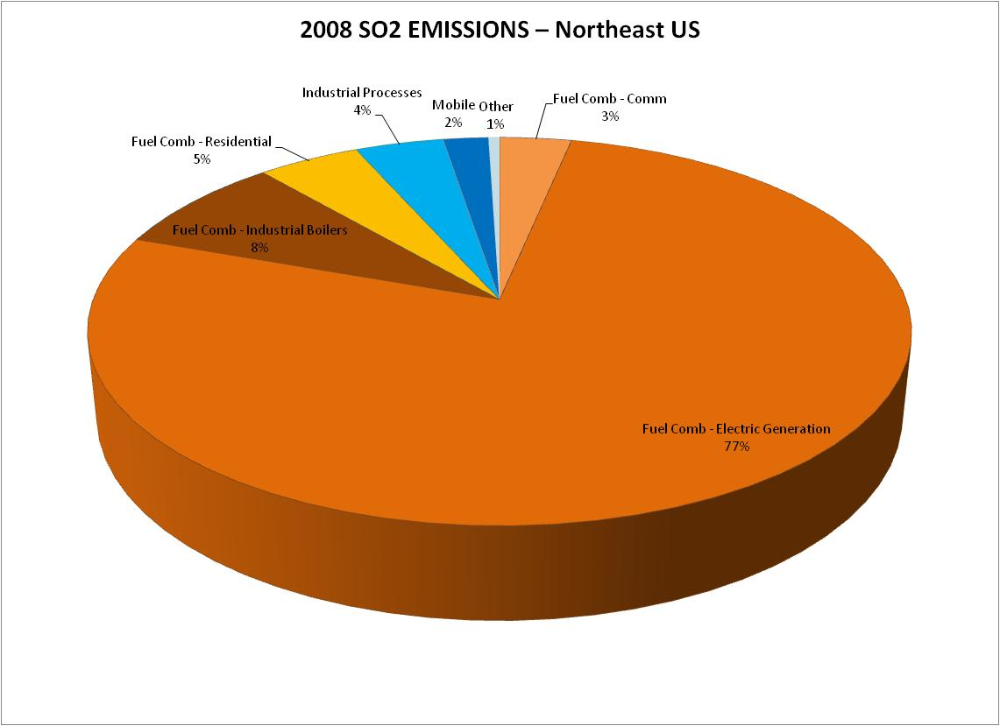 2008 SO2 EMISSIONS – Northeast US
Industrial Processes
4%
Mobile
2%
Other
1%
Fuel Comb - Comm
3%
Fuel Comb - Residential
5%
Fuel Comb - Industrial Boilers
8%
Fuel Comb - Electric Generation
77%